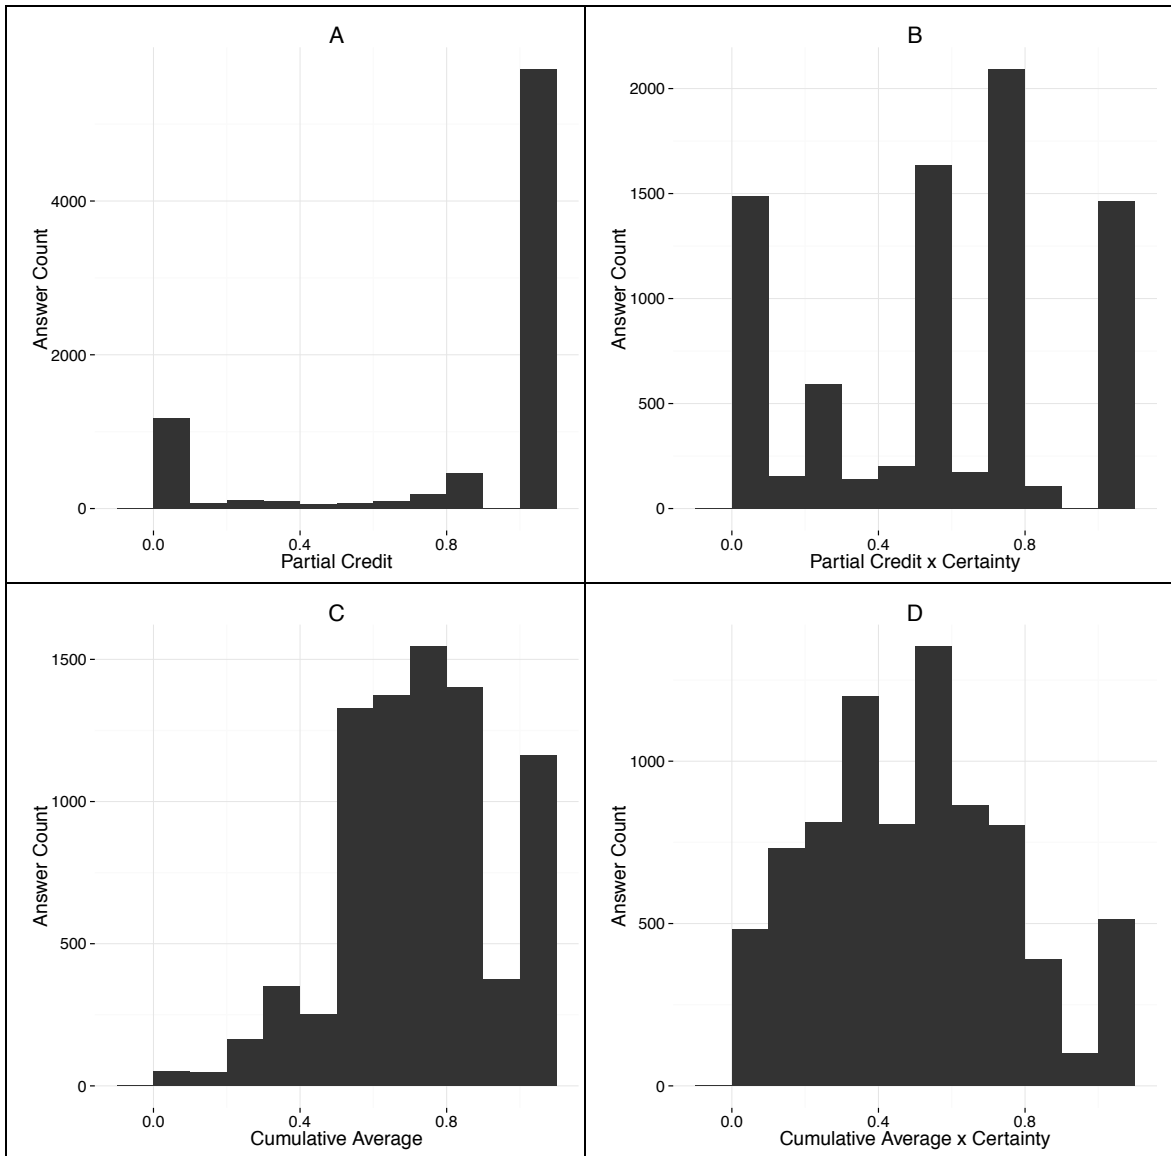 A
Answer Count
4000
2000
0
0.0
0.4
0.8
Partial Credit
B
Answer Count
2000
1500
1000
500
0
0.0
0.4
0.8
Partial Credit x Certainty
C
Answer Count
1500
1000
500
0
0.0
0.4
0.8
Cumulative Average
D
Answer Count
1000
500
0
0.0
0.4
0.8
Cumulative Average x Certainty